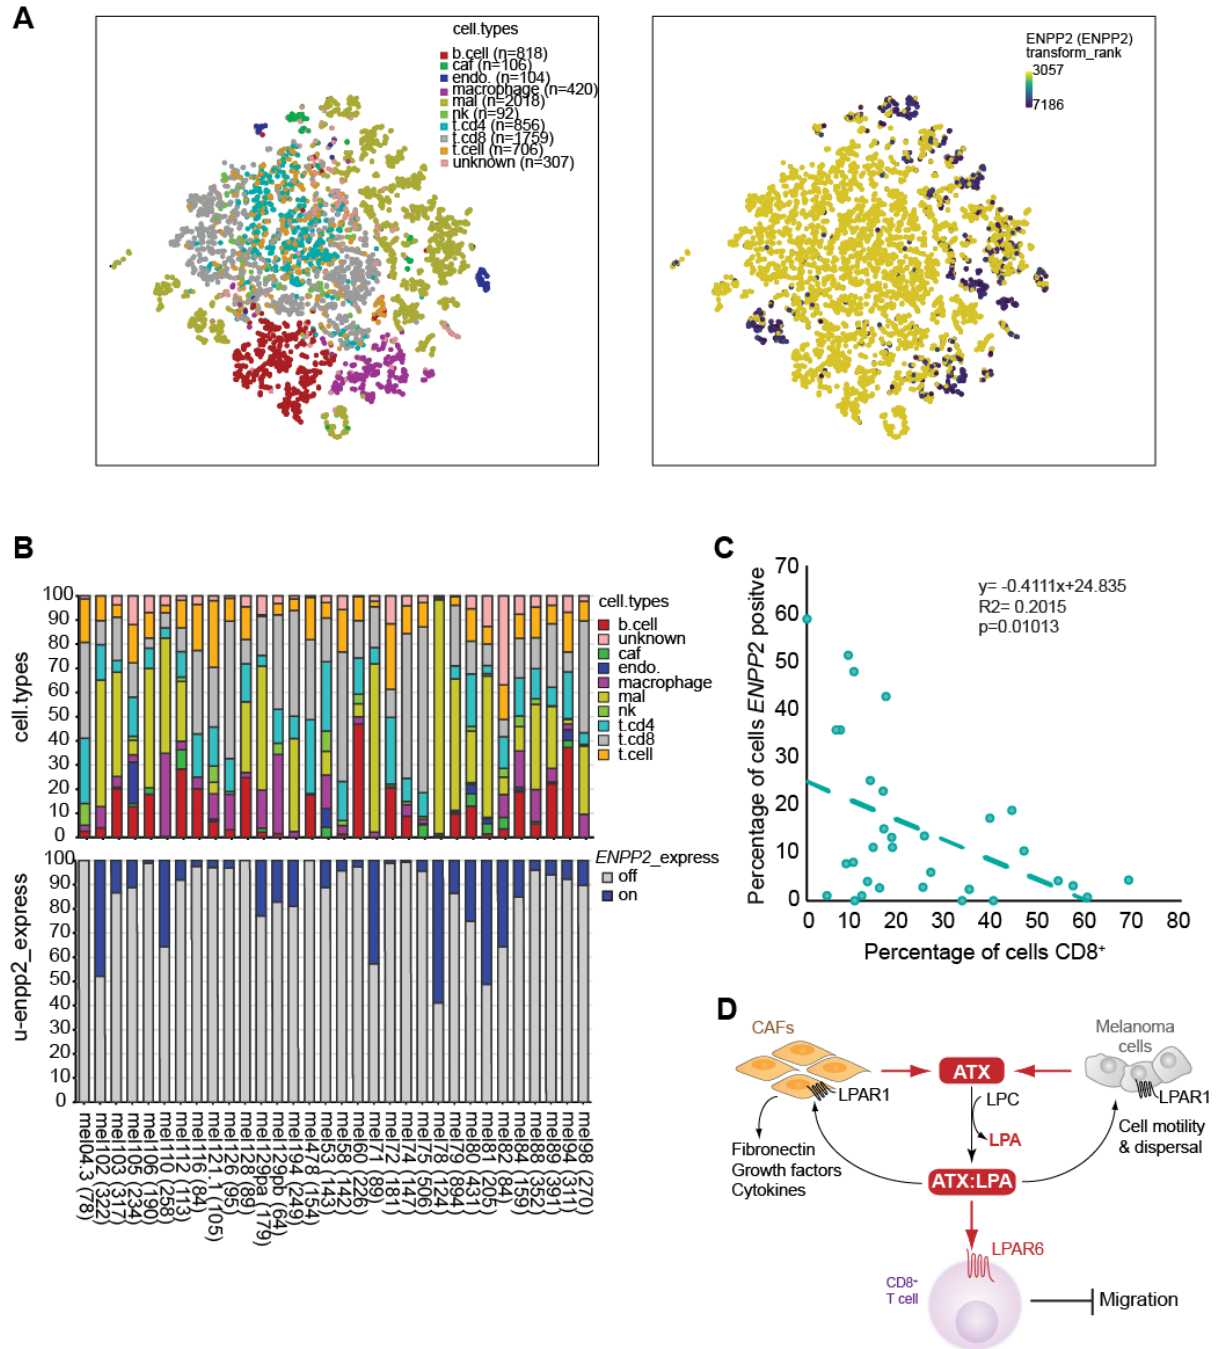 A
cell.types
b.cell (n=818)
caf (n=106)
endo. (n=104)
macrophage (n=420)
mal (n=2018)
nk (n=92)
t.cd4 (n=856)
t.cd8 (n=1759)
t.cell (n=706)
unknown (n=307)
ENPP2 (ENPP2)
transform_rank
3057
7186
B
cell.types
100
90
80
70
60
50
40
30
20
10
0
cell.types
b.cell
unknown
caf
endo.
macrophage
mal
nk
t.cd4
t.cd8
t.cell
u-enpp2_express
100
90
80
70
60
50
40
30
20
10
0
ENPP2_express
off
on
mel04.3 (78)
mel102 (322)
mel103 (317)
mel105 (234)
mel106 (190)
mel110 (258)
mel112 (113)
mel116 (84)
mel121.1 (105)
mel126 (95)
mel128 (89)
mel129pa (179)
mel129pb (64)
mel194 (249)
mel478 (154)
mel53 (143)
mel58 (142)
mel60 (226)
mel71 (89)
mel72 (181)
mel74 (147)
mel75 (506)
mel78 (124)
mel79 (894)
mel80 (431)
mel81 (205)
mel82 (84)
mel84 (159)
mel88 (352)
mel89 (391)
mel94 (311)
mel98 (270)
C
Percentage of cells ENPP2 positve
70
60
50
40
30
20
10
0
y= -0.4111x+24.835
R2= 0.2015
p=0.01013
0 10 20 30 40 50 60 70 80
Percentage of cells CD8⁺
D
CAFs
LPAR1
Fibronectin
Growth factors
Cytokines
ATX
LPC
LPA
ATX:LPA
Melanoma
cells
LPAR1
Cell motility
& dispersal
LPAR6
CD8⁺
T cell
Migration